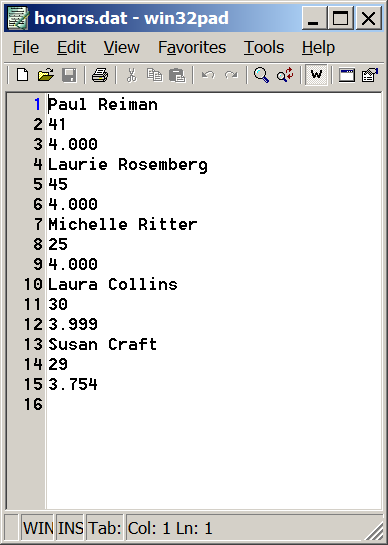 honors.dat - win32pad
File Edit View Favorites Tools Help
W
1 Paul Reiman
2 41
3 4.000
4 Laurie Rosemberg
5 45
6 4.000
7 Michelle Ritter
8 25
9 4.000
10 Laura Collins
11 30
12 3.999
13 Susan Craft
14 29
15 3.754
16
WIN INS Tab: Col: 1 Ln: 1